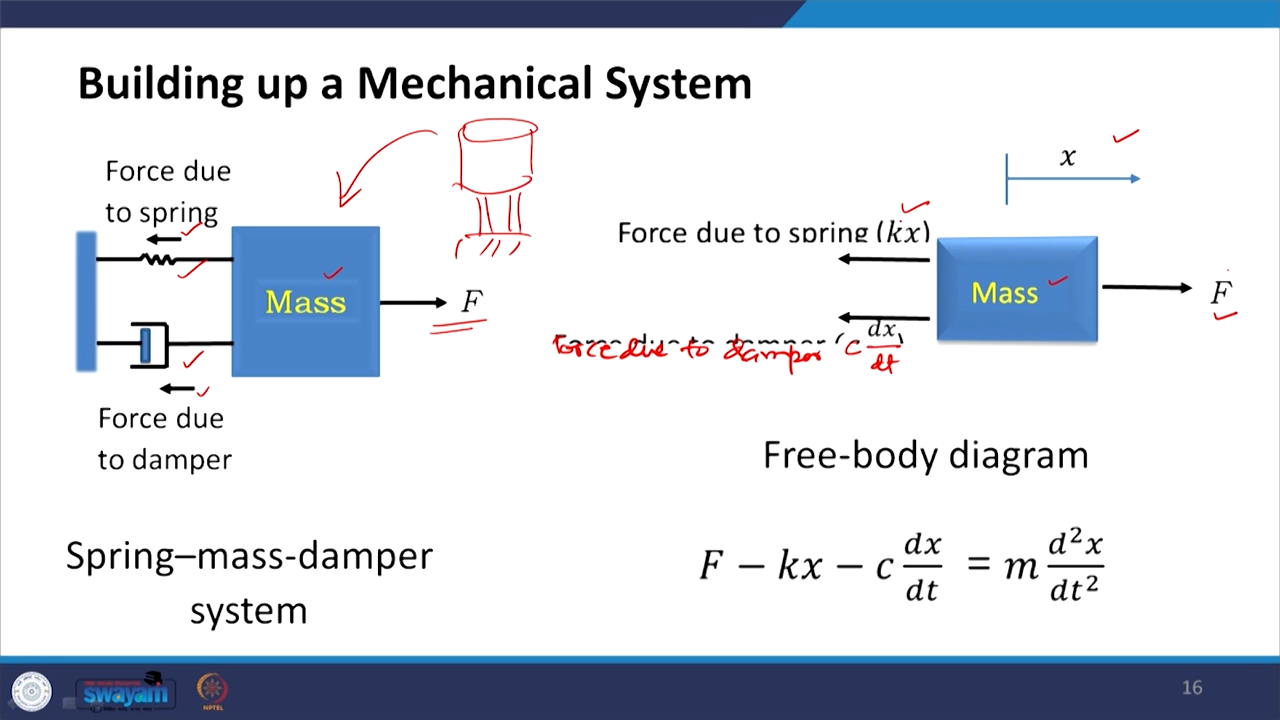 Building up a Mechanical System
Force due
to spring
Mass
F
Force due
to damper
Spring–mass-damper
system
x
Force due to spring (kx)
Mass
F
Force due to damper (c dx/dt)
Free-body diagram
F − kx − c dx/dt = m d²x/dt²
swayam
NPTEL
16